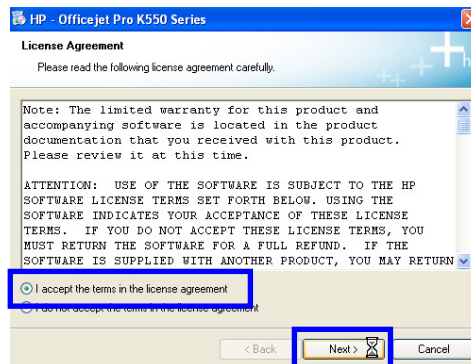 HP - Officejet Pro K550 Series
License Agreement
Please read the following license agreement carefully.
Note: The limited warranty for this product and
accompanying software is located in the product
documentation that you received with this product.
Please review it at this time.
ATTENTION: USE OF THE SOFTWARE IS SUBJECT TO THE HP
SOFTWARE LICENSE TERMS SET FORTH BELOW. USING THE
SOFTWARE INDICATES YOUR ACCEPTANCE OF THESE LICENSE
TERMS. IF YOU DO NOT ACCEPT THESE LICENSE TERMS, YOU
MUST RETURN THE SOFTWARE FOR A FULL REFUND. IF THE
SOFTWARE IS SUPPLIED WITH ANOTHER PRODUCT, YOU MAY RETURN
I accept the terms in the license agreement
I do not accept the terms in the license agreement
< Back Next > Cancel